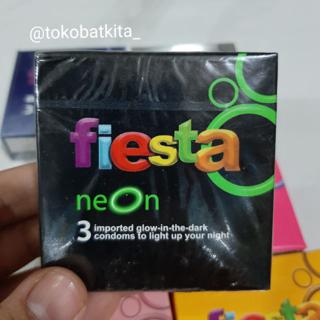 @tokobatkita_
fiesta
neon
3 imported glow-in-the-dark
condoms to light up your night